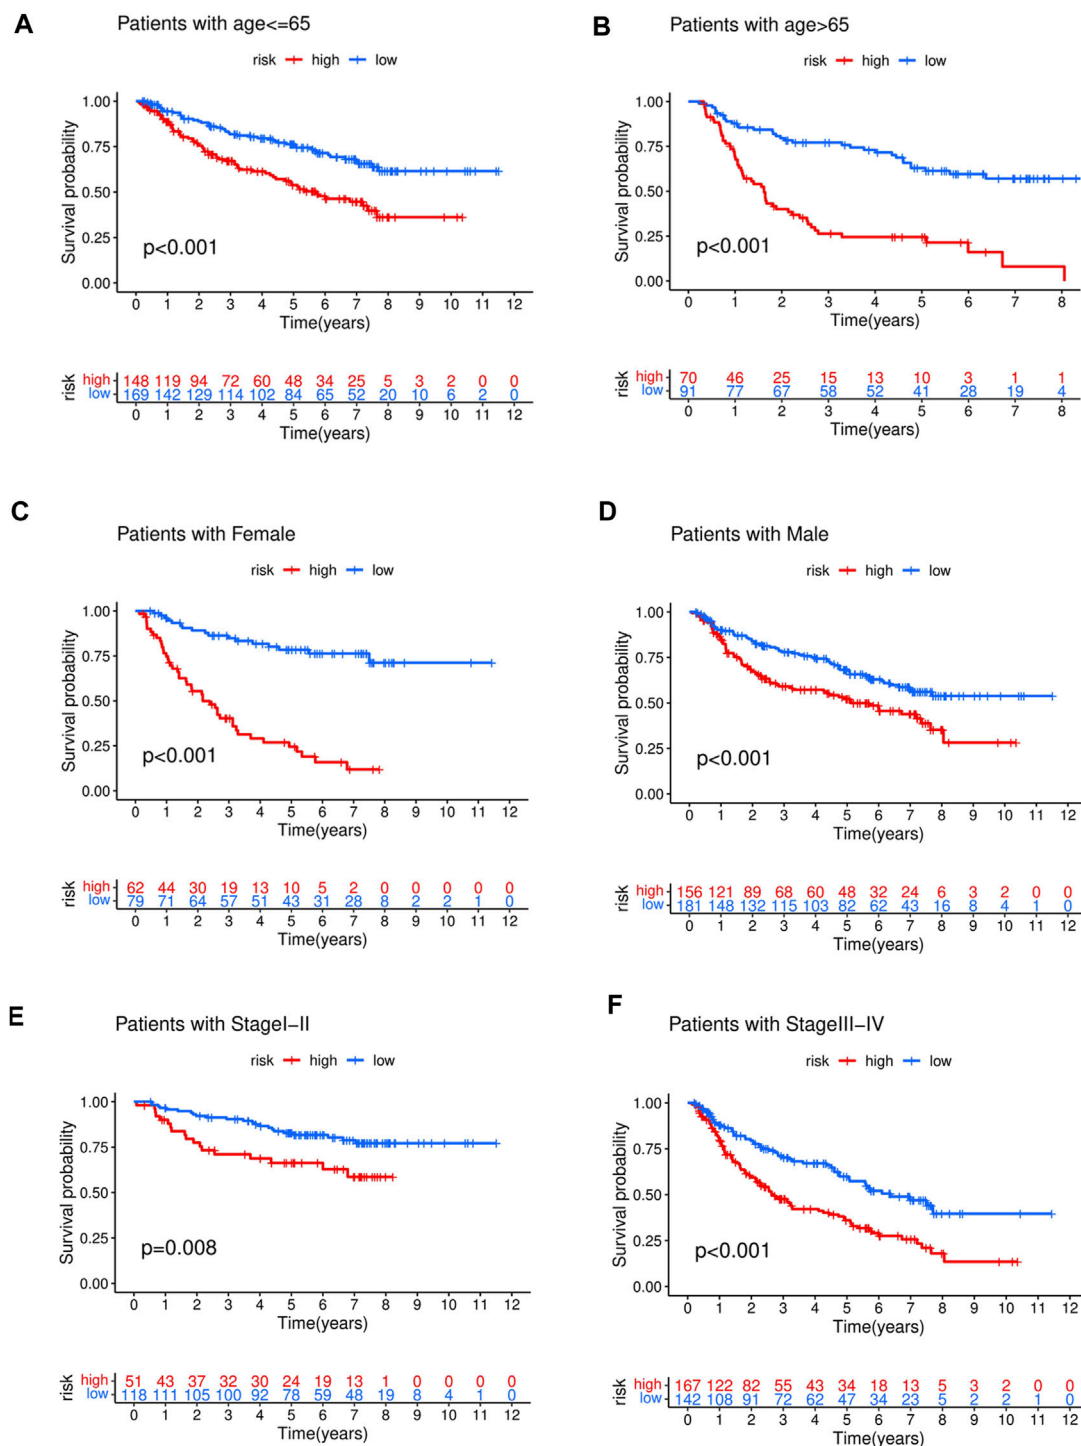 A
Patients with age<=65
risk high low
Survival probability
1.00
0.75
0.50
0.25
0.00
p<0.001
0 1 2 3 4 5 6 7 8 9 10 11 12
Time(years)
risk
high 148 119 94 72 60 48 34 25 5 3 2 0 0
low 169 142 129 114 102 84 65 52 20 10 6 2 0
0 1 2 3 4 5 6 7 8 9 10 11 12
Time(years)
B
Patients with age>65
risk high low
Survival probability
1.00
0.75
0.50
0.25
0.00
p<0.001
0 1 2 3 4 5 6 7 8
Time(years)
risk
high 70 46 25 15 13 10 3 1 1
low 91 77 67 58 52 41 28 19 4
0 1 2 3 4 5 6 7 8
Time(years)
C
Patients with Female
risk high low
Survival probability
1.00
0.75
0.50
0.25
0.00
p<0.001
0 1 2 3 4 5 6 7 8 9 10 11 12
Time(years)
risk
high 62 44 30 19 13 10 5 2 0 0 0 0 0
low 79 71 64 57 51 43 31 28 8 2 2 1 0
0 1 2 3 4 5 6 7 8 9 10 11 12
Time(years)
D
Patients with Male
risk high low
Survival probability
1.00
0.75
0.50
0.25
0.00
p<0.001
0 1 2 3 4 5 6 7 8 9 10 11 12
Time(years)
risk
high 156 121 89 68 60 48 32 24 6 3 2 0 0
low 181 148 132 115 103 82 62 43 16 8 4 1 0
0 1 2 3 4 5 6 7 8 9 10 11 12
Time(years)
E
Patients with StageI−II
risk high low
Survival probability
1.00
0.75
0.50
0.25
0.00
p=0.008
0 1 2 3 4 5 6 7 8 9 10 11 12
Time(years)
risk
high 51 43 37 32 30 24 19 13 1 0 0 0 0
low 118 111 105 100 92 78 59 48 19 8 4 1 0
0 1 2 3 4 5 6 7 8 9 10 11 12
Time(years)
F
Patients with StageIII−IV
risk high low
Survival probability
1.00
0.75
0.50
0.25
0.00
p<0.001
0 1 2 3 4 5 6 7 8 9 10 11 12
Time(years)
risk
high 167 122 82 55 43 34 18 13 5 3 2 0 0
low 142 108 91 72 62 47 34 23 5 2 2 1 0
0 1 2 3 4 5 6 7 8 9 10 11 12
Time(years)